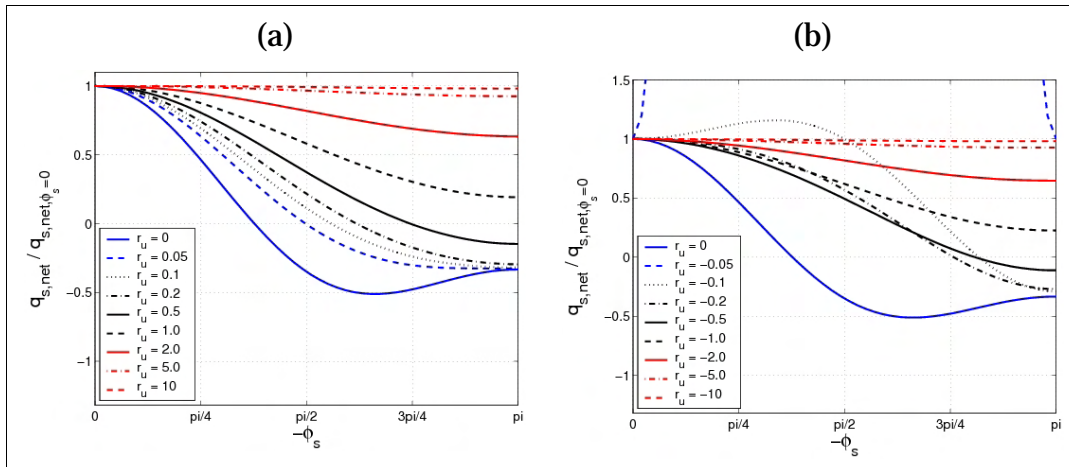 (a)
q_s,net / q_s,net,ϕ_s=0
1
0.5
0
-0.5
-1
r_u = 0
r_u = 0.05
r_u = 0.1
r_u = 0.2
r_u = 0.5
r_u = 1.0
r_u = 2.0
r_u = 5.0
r_u = 10
0 pi/4 pi/2 3pi/4 pi
-ϕ_s
(b)
q_s,net / q_s,net,ϕ_s=0
1.5
1
0.5
0
-0.5
-1
r_u = 0
r_u = -0.05
r_u = -0.1
r_u = -0.2
r_u = -0.5
r_u = -1.0
r_u = -2.0
r_u = -5.0
r_u = -10
0 pi/4 pi/2 3pi/4 pi
-ϕ_s